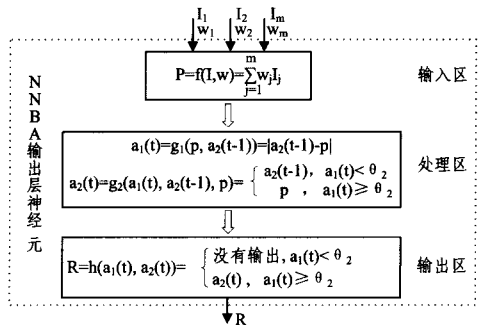 I₁ I₂ Iₘ
w₁ w₂ wₘ
P=f(I,w)=∑ⱼ₌₁ᵐwⱼIⱼ
输入区
a₁(t)=g₁(p, a₂(t-1))=|a₂(t-1)-p|
a₂(t)=g₂(a₁(t), a₂(t-1), p)= { a₂(t-1), a₁(t)<θ₂
p , a₁(t)≥θ₂
处理区
R=h(a₁(t), a₂(t))= { 没有输出, a₁(t)<θ₂
a₂(t), a₁(t)≥θ₂
输出区
R
NNBA输出层神经元